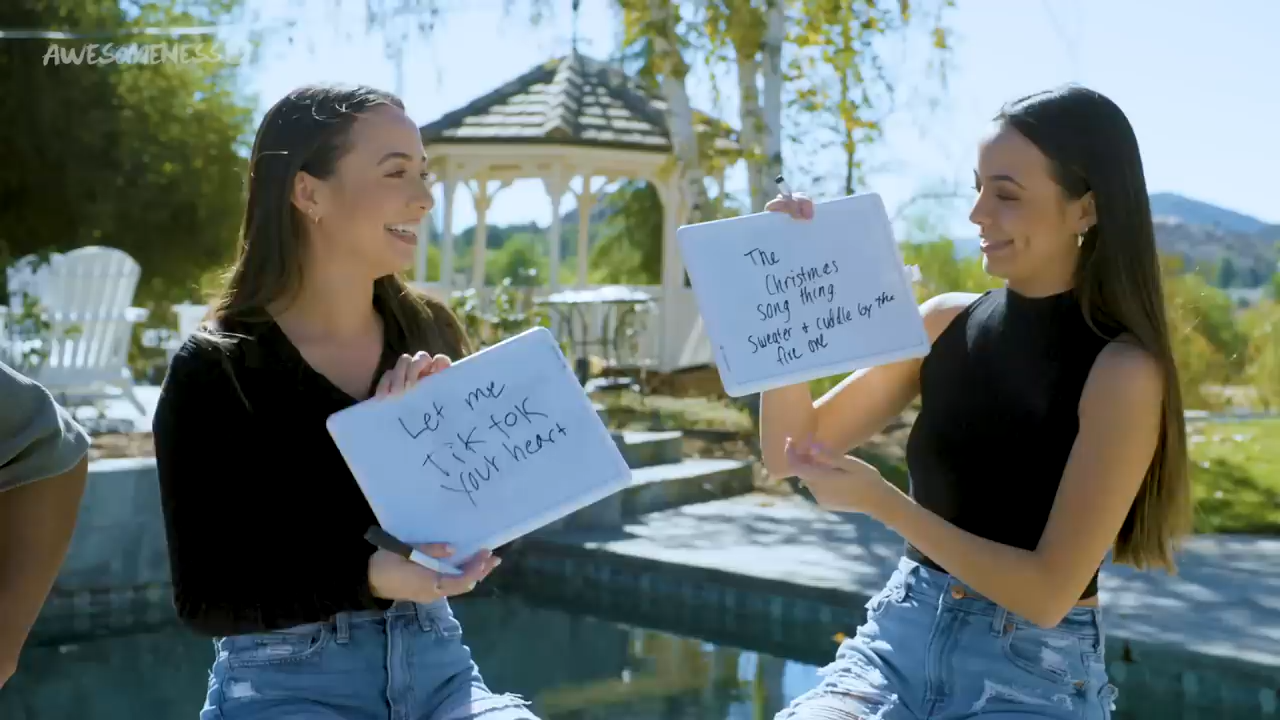 AWESOMENESS
Let me
Tik tok
your heart
The
Christmas
song thing
Sweater + cuddle by the
fire one